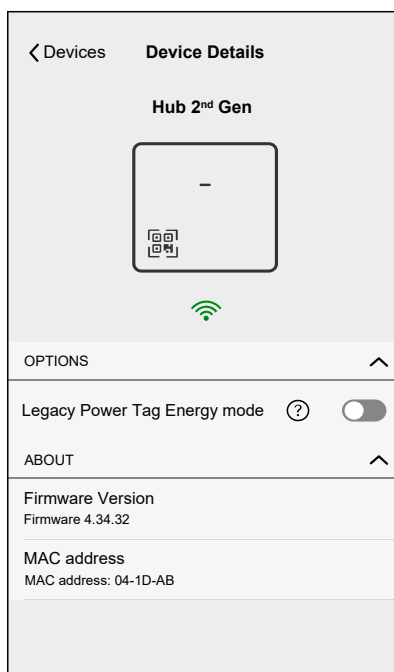 Devices Device Details
Hub 2nd Gen
OPTIONS
Legacy Power Tag Energy mode ?
ABOUT
Firmware Version
Firmware 4.34.32
MAC address
MAC address: 04-1D-AB